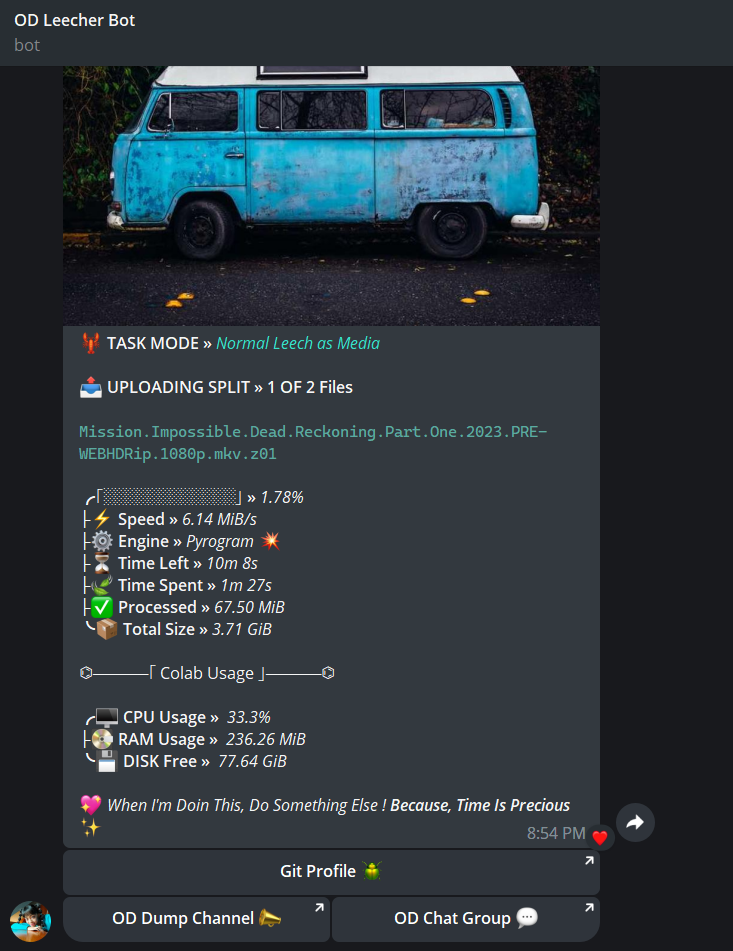 OD Leecher Bot
bot
🦞 TASK MODE » Normal Leech as Media
📤 UPLOADING SPLIT » 1 OF 2 Files
Mission.Impossible.Dead.Reckoning.Part.One.2023.PRE-
WEBHDRip.1080p.mkv.z01
╭「░░░░░░░░░░░░」 » 1.78%
├⚡ Speed » 6.14 MiB/s
├⚙️ Engine » Pyrogram 💥
├⏳ Time Left » 10m 8s
├🍃 Time Spent » 1m 27s
├✅ Processed » 67.50 MiB
╰📦 Total Size » 3.71 GiB
⌬─────「 Colab Usage 」─────⌬
╭🖥️ CPU Usage » 33.3%
├📀 RAM Usage » 236.26 MiB
╰💾 DISK Free » 77.64 GiB
💖 When I'm Doin This, Do Something Else ! Because, Time Is Precious
✨
8:54 PM ❤️
Git Profile 🪲
OD Dump Channel 📣
OD Chat Group 💬